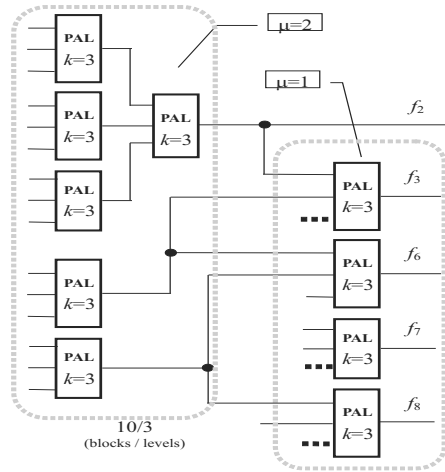 PAL
k=3
μ=2
PAL
k=3
PAL
k=3
μ=1
f2
PAL
k=3
PAL
k=3
f3
PAL
k=3
PAL
k=3
f6
PAL
k=3
PAL
k=3
f7
PAL
k=3
f8
10/3
(blocks / levels)